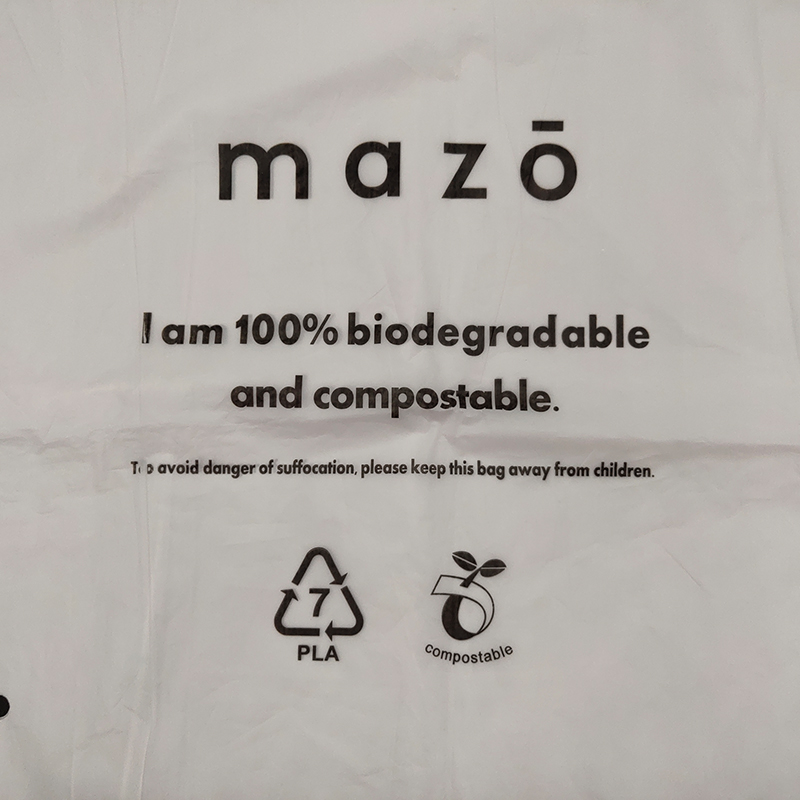 mazō
I am 100% biodegradable
and compostable.
To avoid danger of suffocation, please keep this bag away from children.
7
PLA
compostable